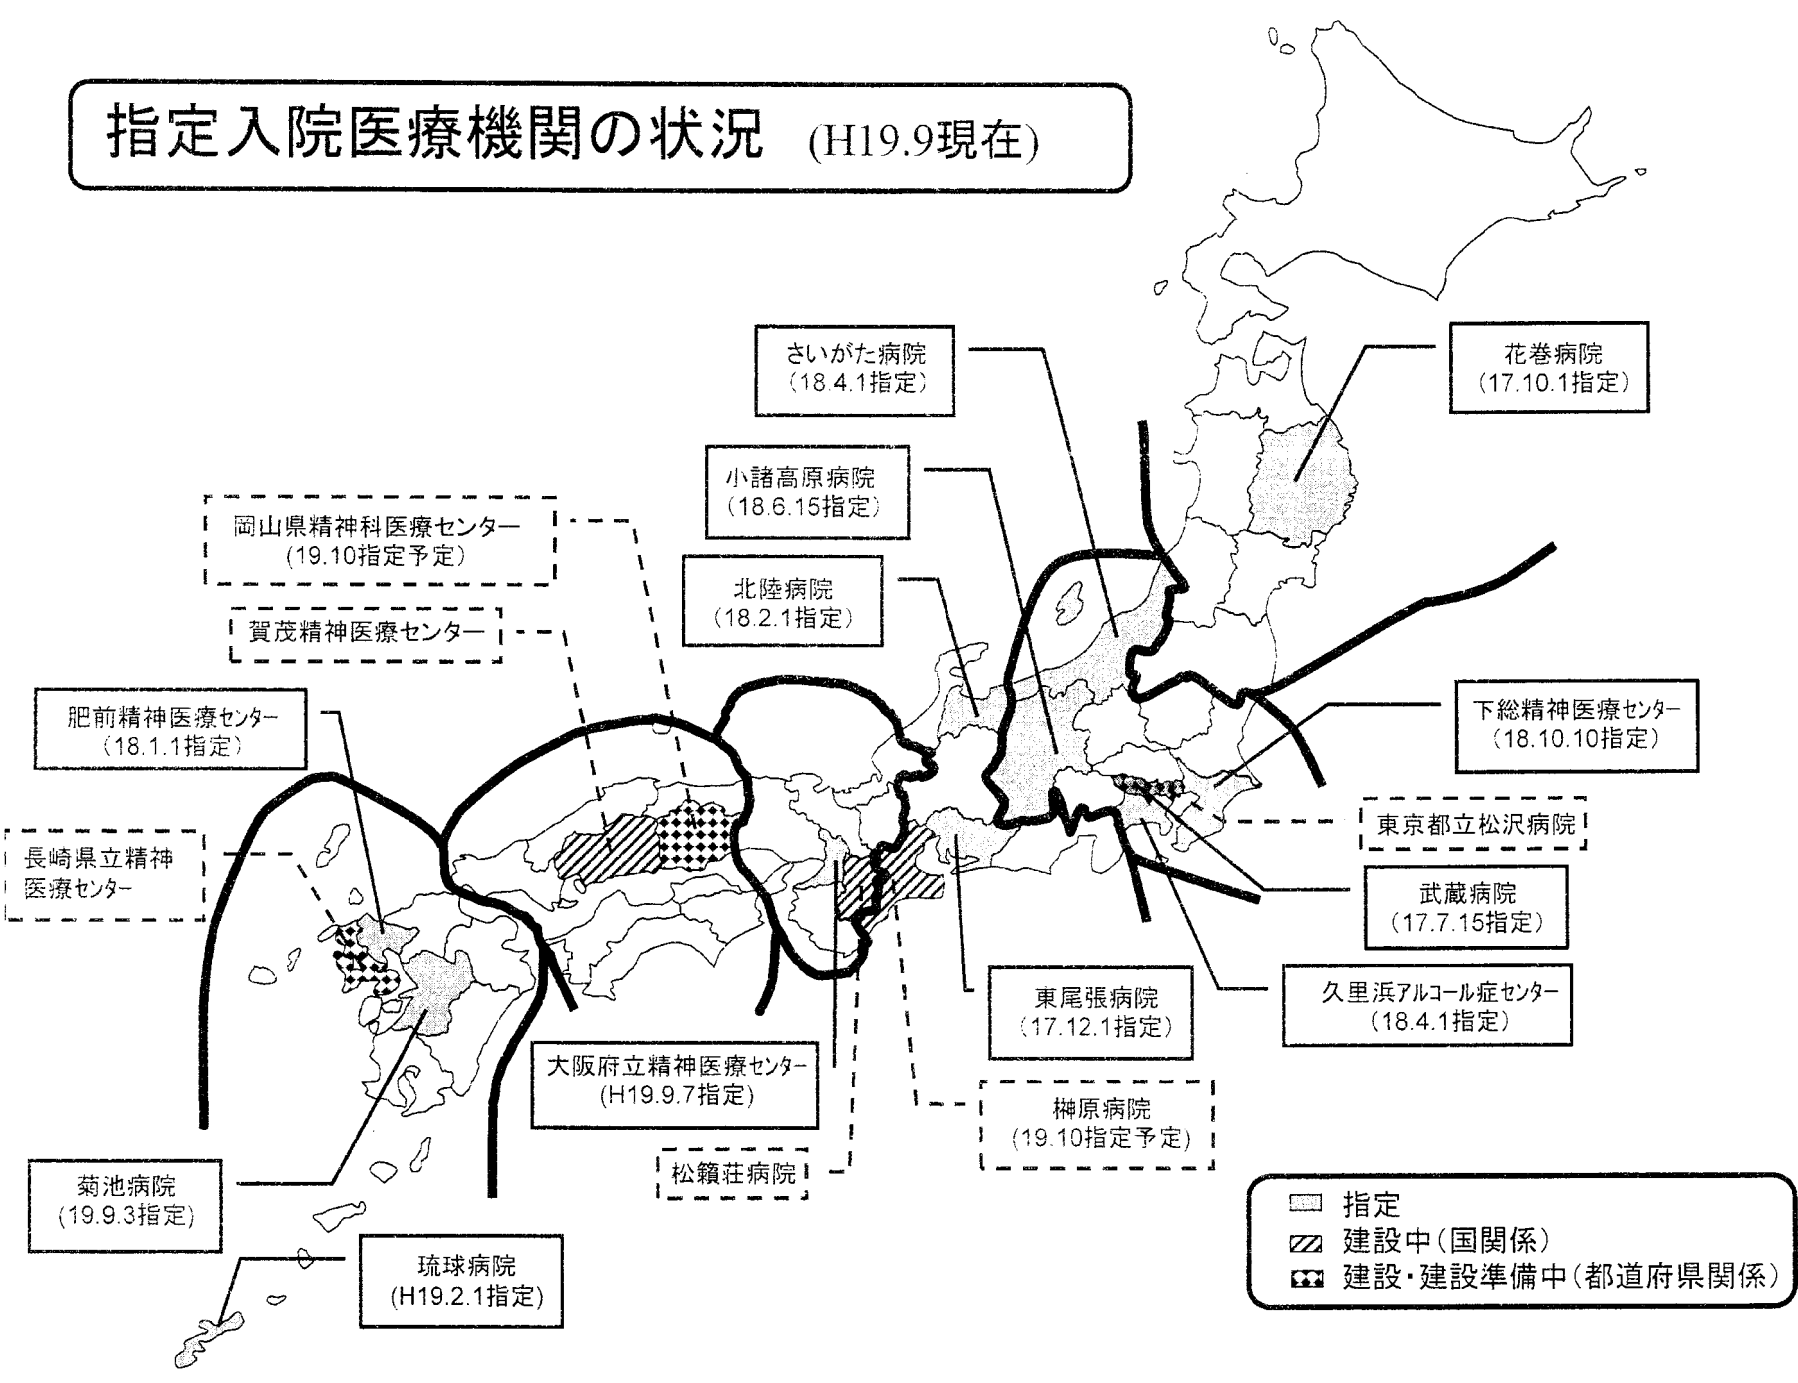 指定入院医療機関の状況 (H19.9現在)
さいがた病院
(18.4.1指定)
花巻病院
(17.10.1指定)
小諸高原病院
(18.6.15指定)
岡山県精神科医療センター
(19.10指定予定)
北陸病院
(18.2.1指定)
賀茂精神医療センター
肥前精神医療センター
(18.1.1指定)
下総精神医療センター
(18.10.10指定)
東京都立松沢病院
長崎県立精神
医療センター
武蔵病院
(17.7.15指定)
東尾張病院
(17.12.1指定)
久里浜アルコール症センター
(18.4.1指定)
大阪府立精神医療センター
(H19.9.7指定)
榊原病院
(19.10指定予定)
松籟荘病院
菊池病院
(19.9.3指定)
琉球病院
(H19.2.1指定)
指定
建設中(国関係)
建設・建設準備中(都道府県関係)